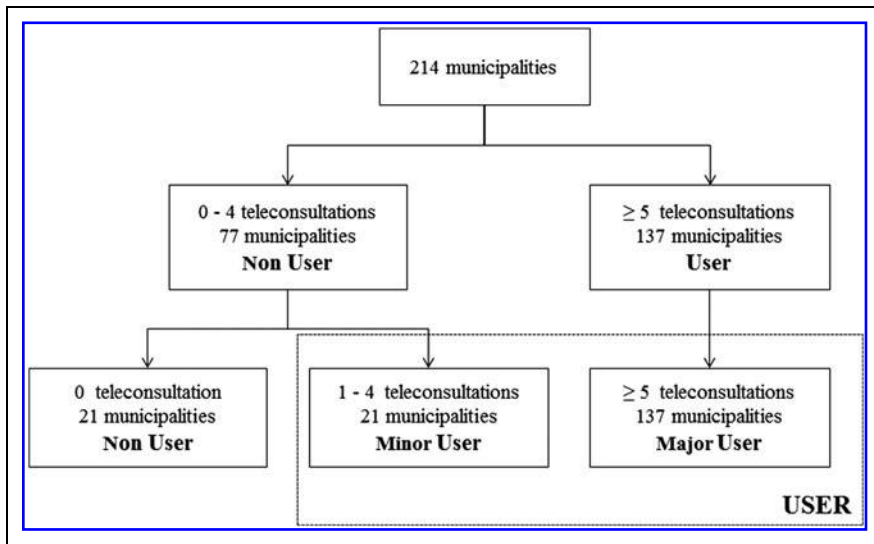 214 municipalities
0 - 4 teleconsultations
77 municipalities
Non User
≥ 5 teleconsultations
137 municipalities
User
0 teleconsultation
21 municipalities
Non User
1 - 4 teleconsultations
21 municipalities
Minor User
≥ 5 teleconsultations
137 municipalities
Major User
USER